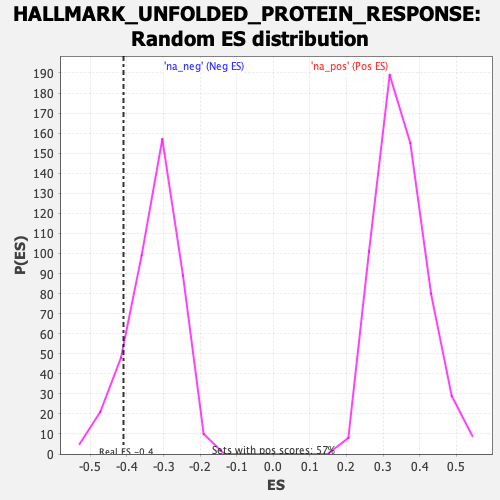 HALLMARK_UNFOLDED_PROTEIN_RESPONSE:
Random ES distribution
'na_neg' (Neg ES) 'na_pos' (Pos ES)
190
180
170
160
150
140
130
120
110
100
90
80
70
60
50
40
30
20
10
0
P(ES)
Real ES -0.4 Sets with pos scores: 57%
-0.5 -0.4 -0.3 -0.2 -0.1 0.0 0.1 0.2 0.3 0.4 0.5
ES